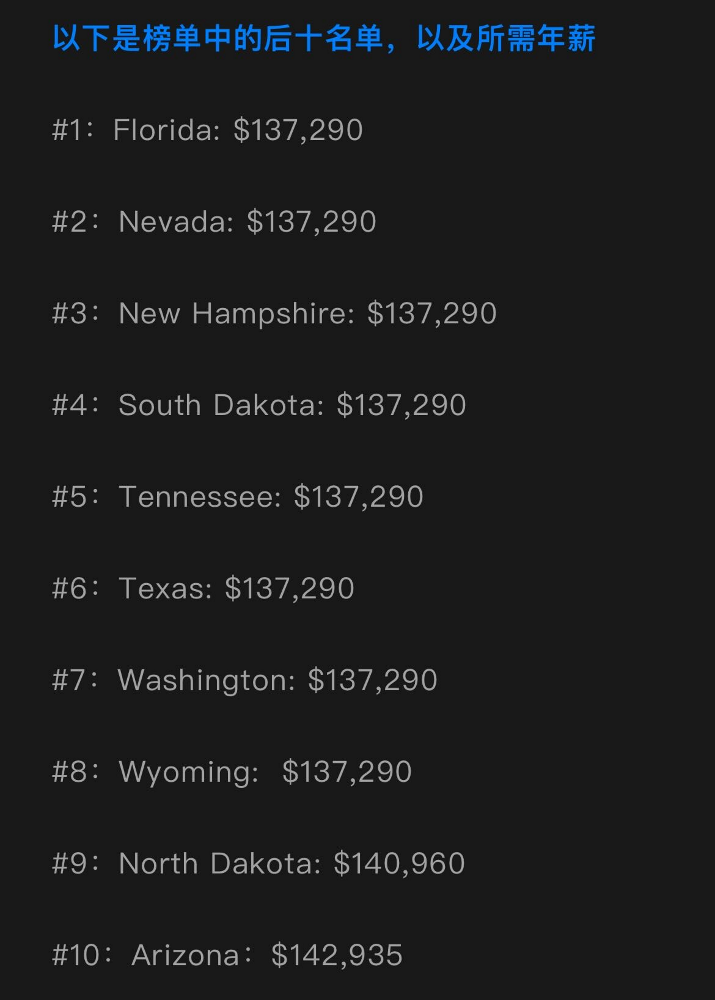 以下是榜单中的后十名单，以及所需年薪
#1：Florida: $137,290
#2：Nevada: $137,290
#3：New Hampshire: $137,290
#4：South Dakota: $137,290
#5：Tennessee: $137,290
#6：Texas: $137,290
#7：Washington: $137,290
#8：Wyoming:  $137,290
#9：North Dakota: $140,960
#10：Arizona： $142,935